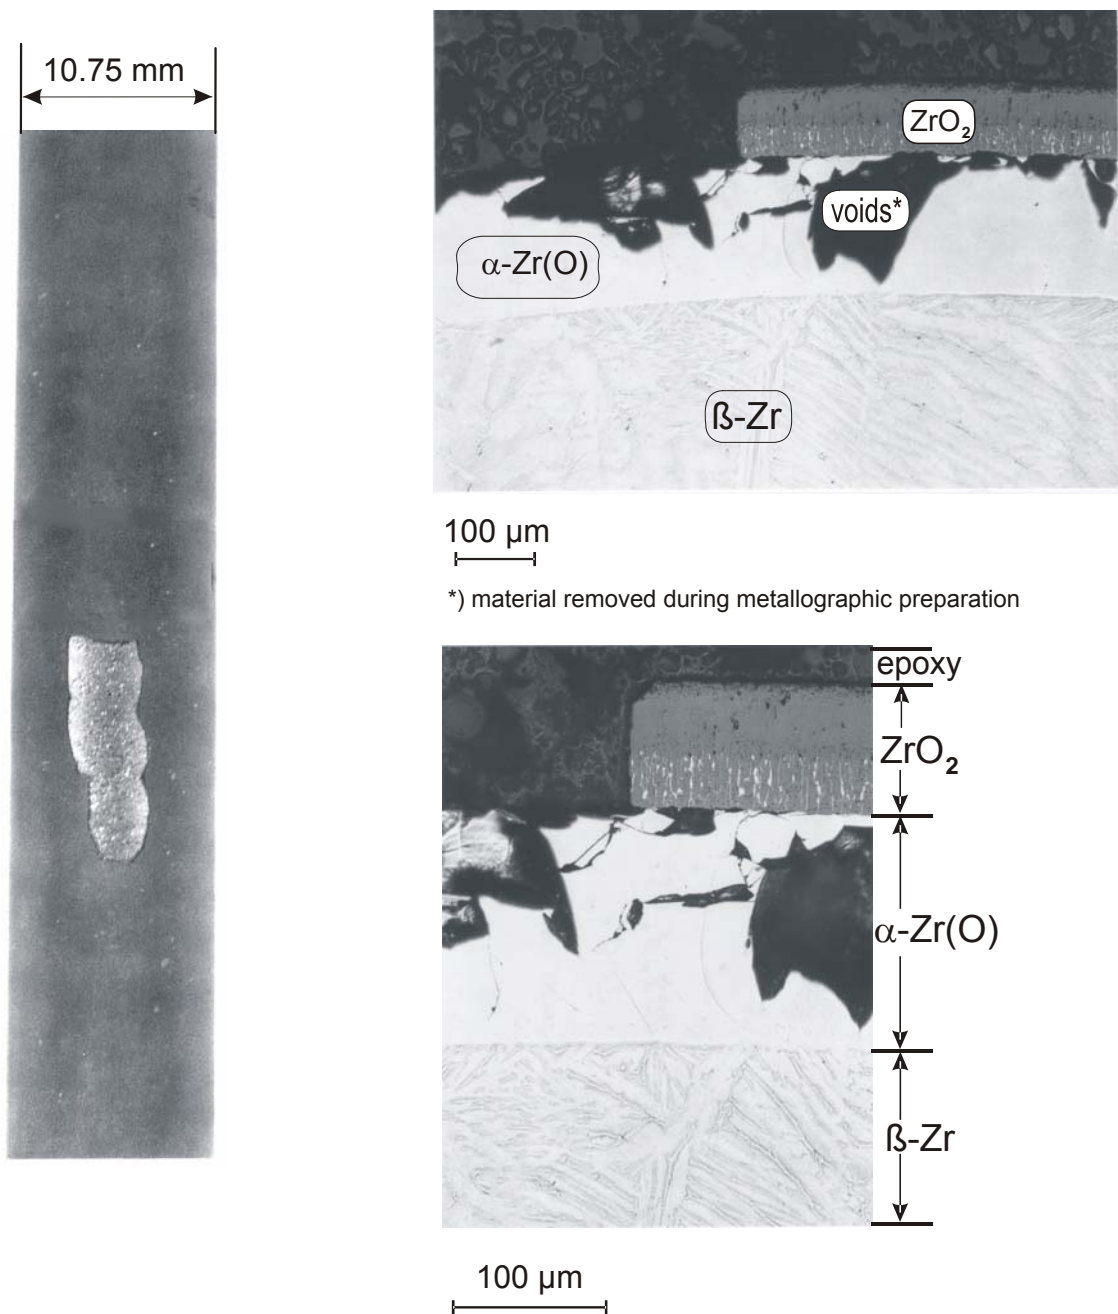 10.75 mm
ZrO₂
voids*
α-Zr(O)
ß-Zr
100 µm
*) material removed during metallographic preparation
epoxy
ZrO₂
α-Zr(O)
ß-Zr
100 µm